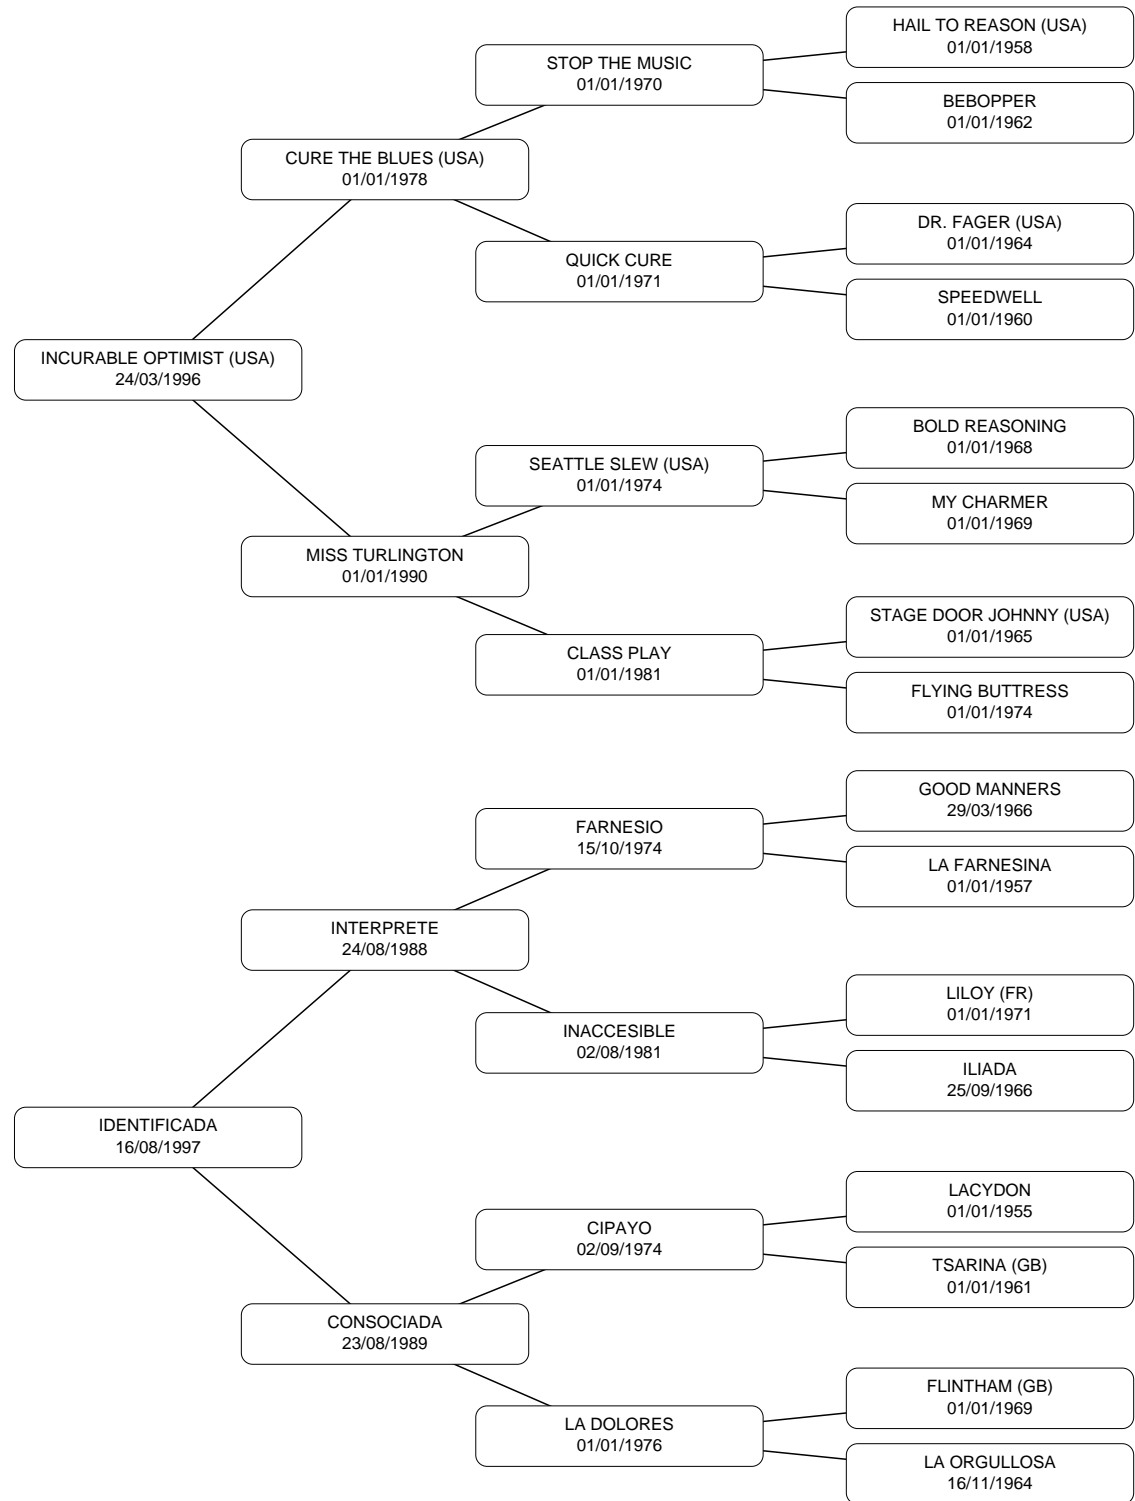 HAIL TO REASON (USA)
01/01/1958
STOP THE MUSIC
01/01/1970
BEBOPPER
01/01/1962
CURE THE BLUES (USA)
01/01/1978
DR. FAGER (USA)
01/01/1964
QUICK CURE
01/01/1971
SPEEDWELL
01/01/1960
INCURABLE OPTIMIST (USA)
24/03/1996
BOLD REASONING
01/01/1968
SEATTLE SLEW (USA)
01/01/1974
MY CHARMER
01/01/1969
MISS TURLINGTON
01/01/1990
STAGE DOOR JOHNNY (USA)
01/01/1965
CLASS PLAY
01/01/1981
FLYING BUTTRESS
01/01/1974
GOOD MANNERS
29/03/1966
FARNESIO
15/10/1974
LA FARNESINA
01/01/1957
INTERPRETE
24/08/1988
LILOY (FR)
01/01/1971
INACCESIBLE
02/08/1981
ILIADA
25/09/1966
IDENTIFICADA
16/08/1997
LACYDON
01/01/1955
CIPAYO
02/09/1974
TSARINA (GB)
01/01/1961
CONSOCIADA
23/08/1989
FLINTHAM (GB)
01/01/1969
LA DOLORES
01/01/1976
LA ORGULLOSA
16/11/1964